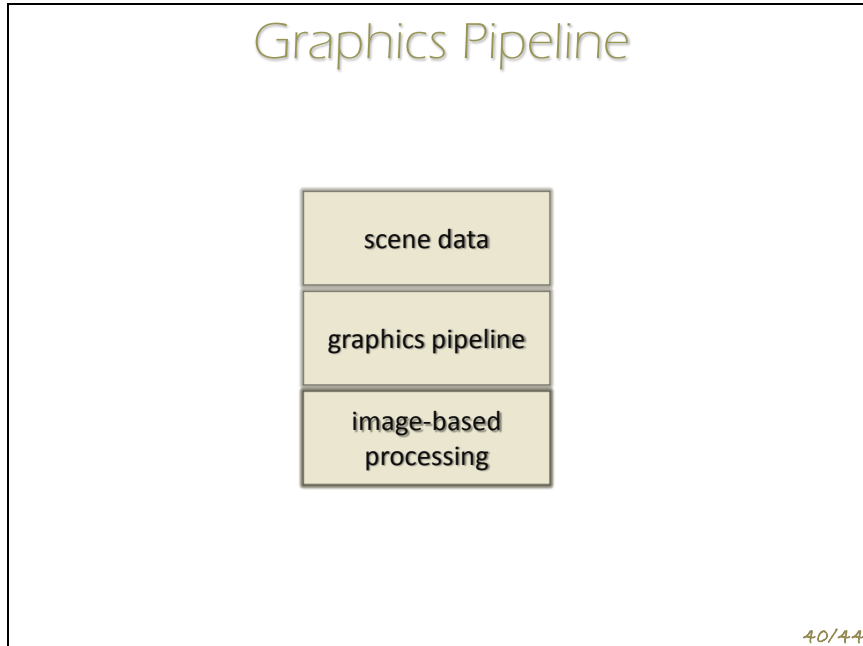 Graphics Pipeline
scene data
graphics pipeline
image-based
processing
40/44